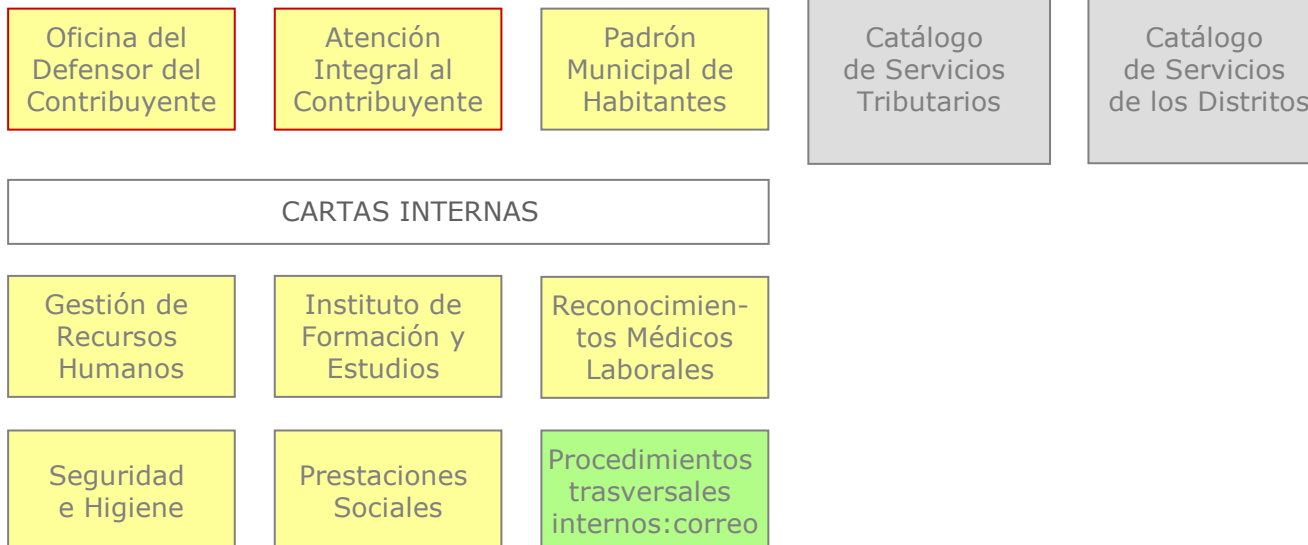 Oficina del
Defensor del
Contribuyente
Atención
Integral al
Contribuyente
Padrón
Municipal de
Habitantes
Catálogo
de Servicios
Tributarios
Catálogo
de Servicios
de los Distritos
CARTAS INTERNAS
Gestión de
Recursos
Humanos
Instituto de
Formación y
Estudios
Reconocimien-
tos Médicos
Laborales
Seguridad
e Higiene
Prestaciones
Sociales
Procedimientos
trasversales
internos:correo